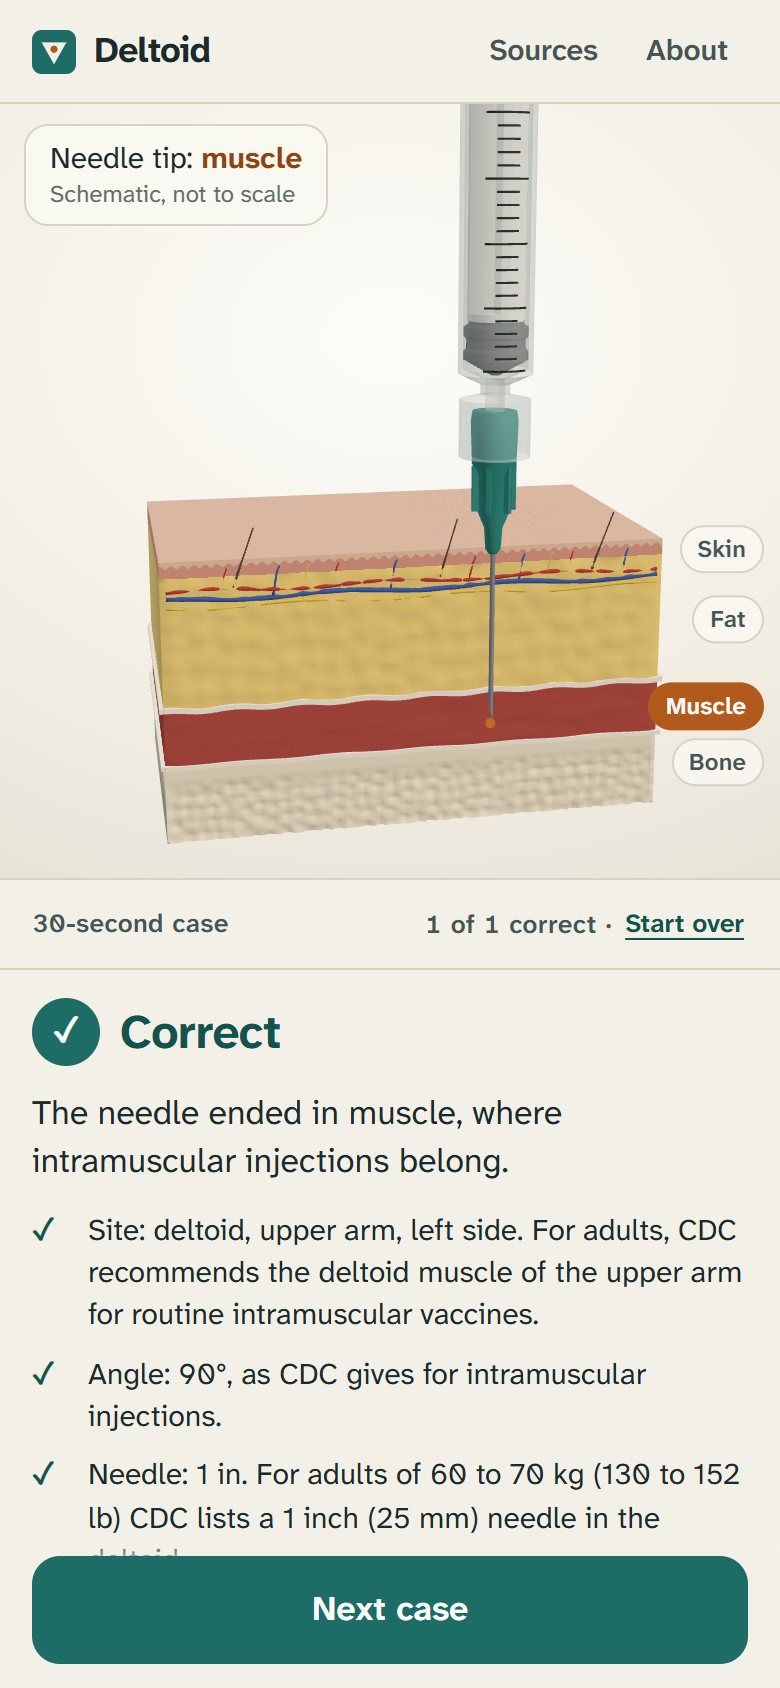 Deltoid
Sources
About
Needle tip: muscle
Schematic, not to scale
Skin
Fat
Muscle
Bone
30-second case
1 of 1 correct · Start over
Correct
The needle ended in muscle, where
intramuscular injections belong.
✓ Site: deltoid, upper arm, left side. For adults, CDC
recommends the deltoid muscle of the upper arm
for routine intramuscular vaccines.
✓ Angle: 90°, as CDC gives for intramuscular
injections.
✓ Needle: 1 in. For adults of 60 to 70 kg (130 to 152
lb) CDC lists a 1 inch (25 mm) needle in the
Next case